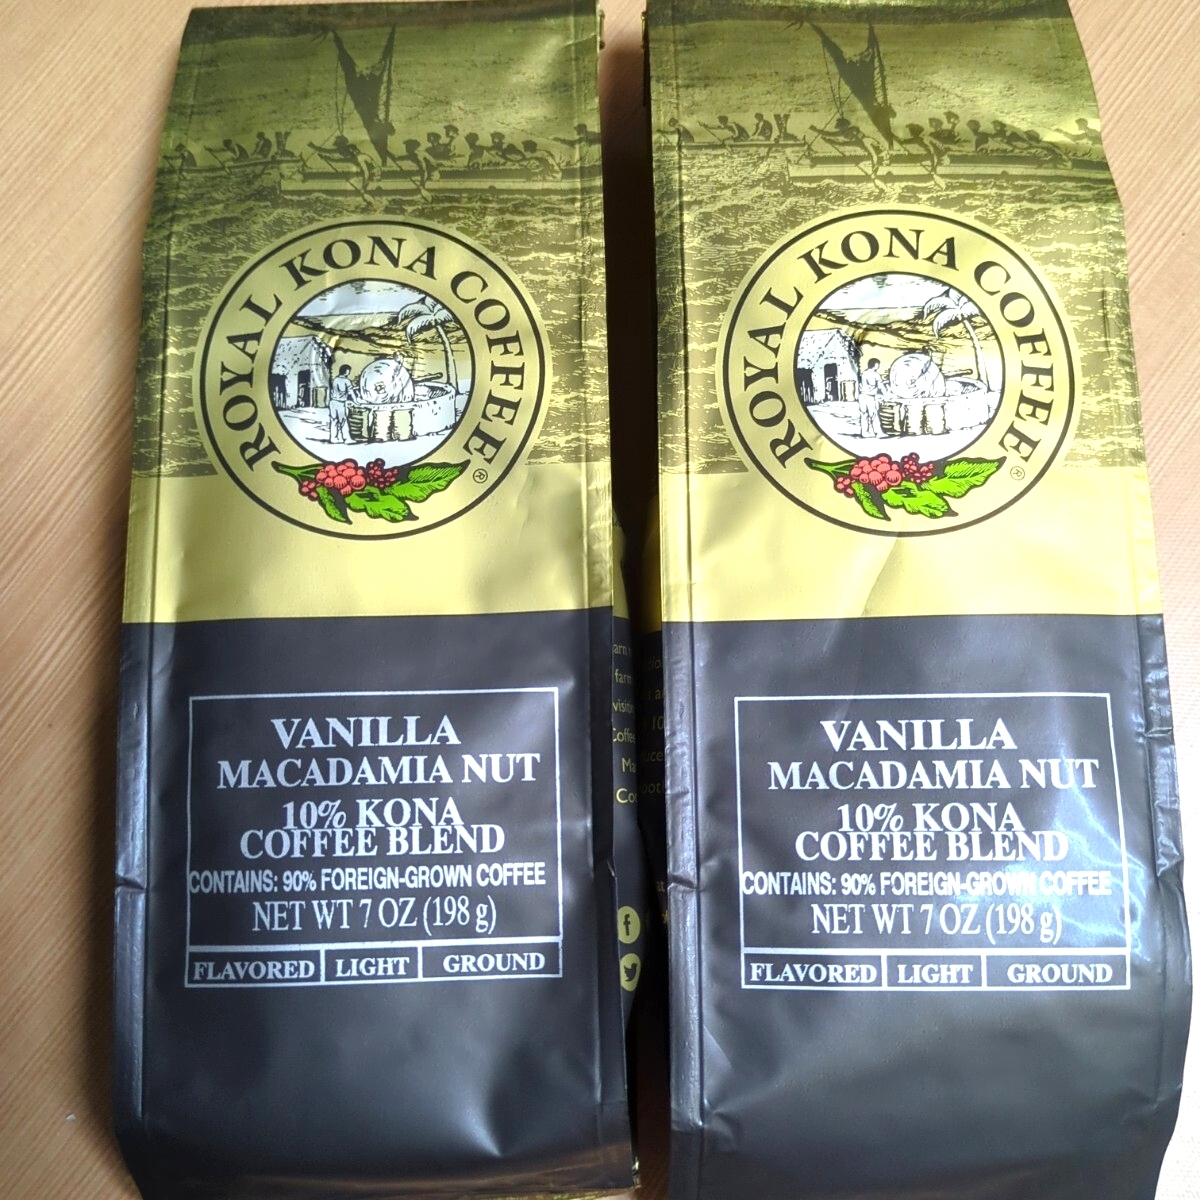 ROYAL KONA COFFEE
®
VANILLA
MACADAMIA NUT
10% KONA
COFFEE BLEND
CONTAINS: 90% FOREIGN-GROWN COFFEE
NET WT 7 OZ (198 g)
FLAVORED LIGHT GROUND
farm
Coffee
f
ROYAL KONA COFFEE
®
VANILLA
MACADAMIA NUT
10% KONA
COFFEE BLEND
CONTAINS: 90% FOREIGN-GROWN COFFEE
NET WT 7 OZ (198 g)
FLAVORED LIGHT GROUND